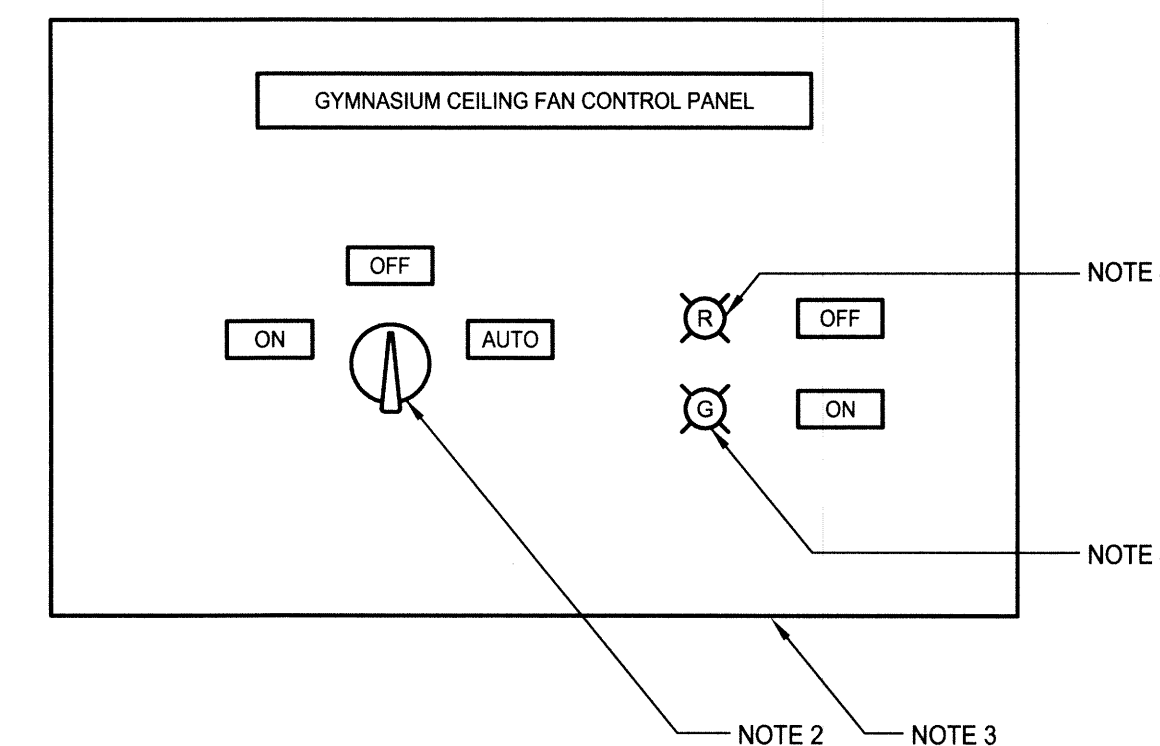 GYMNASIUM CEILING FAN CONTROL PANEL
OFF
ON
AUTO
R
OFF
NOTE
G
ON
NOTE
NOTE 2
NOTE 3